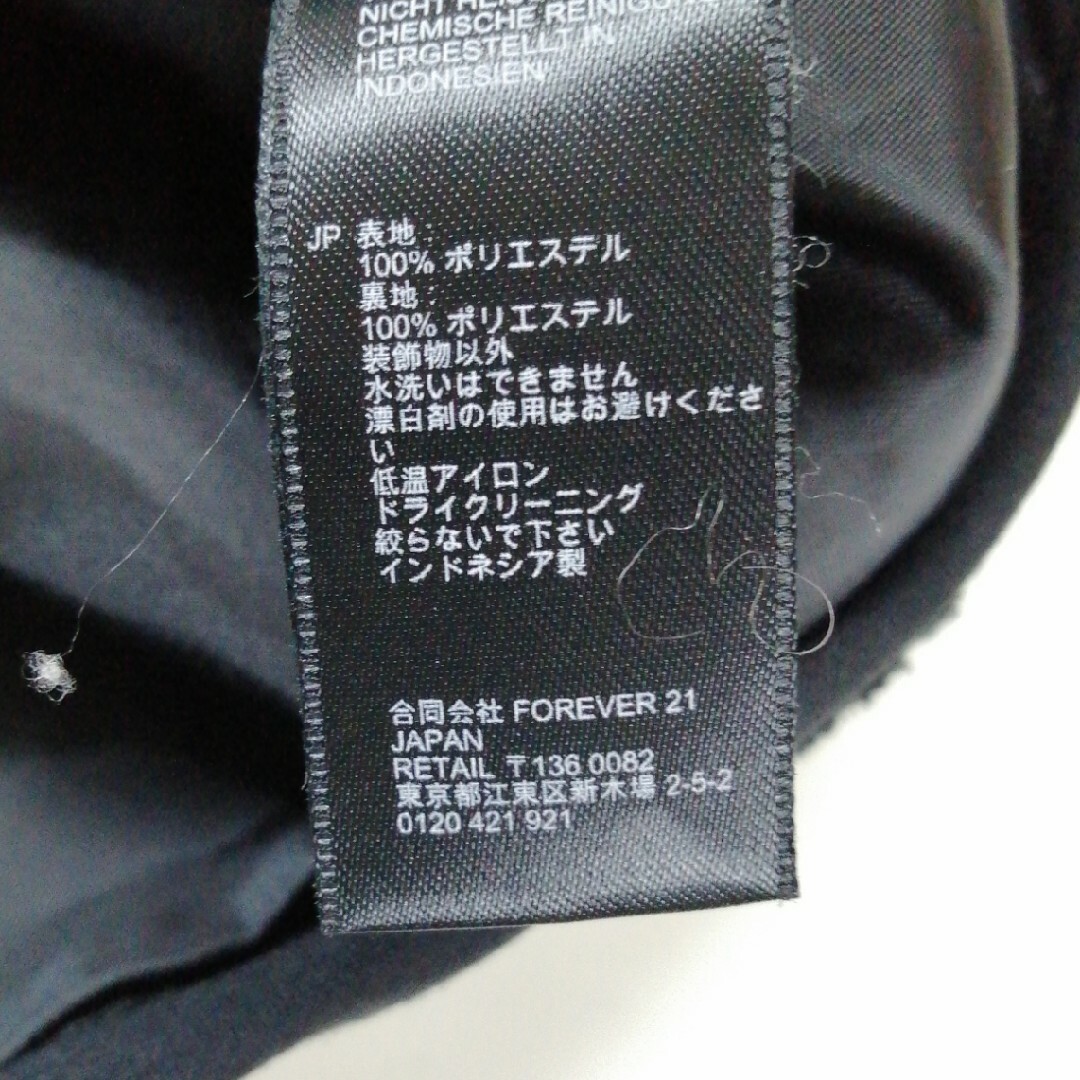 NICHT HEISS
CHEMISCHE REINIGUNG
HERGESTELLT IN
INDONESIEN
JP 表地:
100% ポリエステル
裏地:
100% ポリエステル
装飾物以外
水洗いはできません
漂白剤の使用はお避けくださ
い
低温アイロン
ドライクリーニング
絞らないで下さい
インドネシア製
合同会社 FOREVER 21
JAPAN
RETAIL 〒136 0082
東京都江東区新木場 2-5-2
0120 421 921